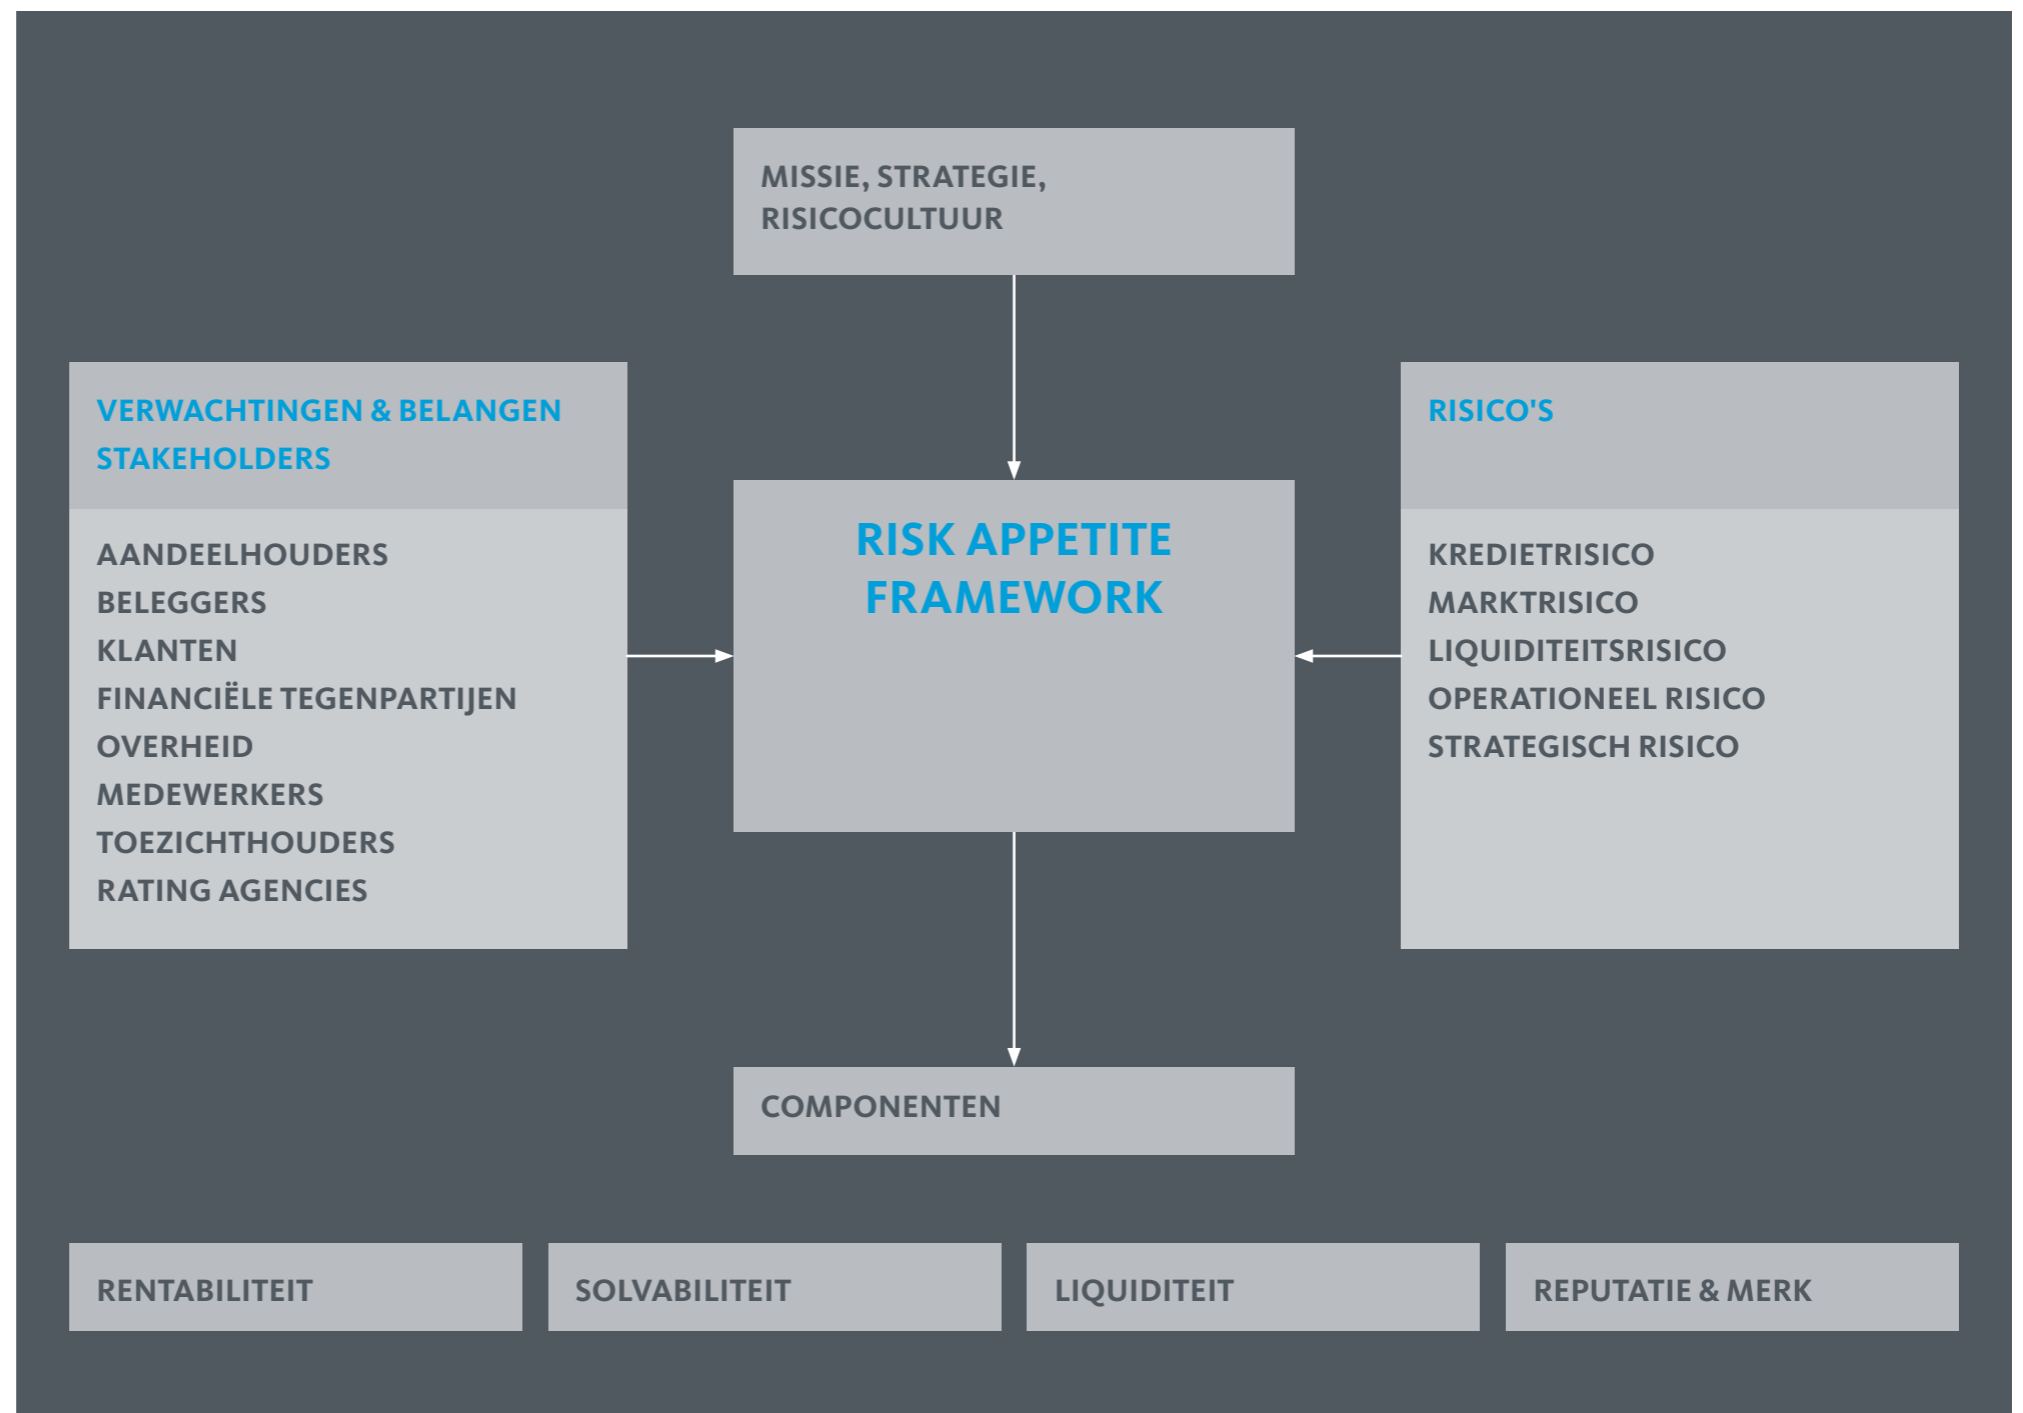 MISSIE, STRATEGIE,
RISICOCULTUUR
VERWACHTINGEN & BELANGEN
STAKEHOLDERS
AANDEELHOUDERS
BELEGGERS
KLANTEN
FINANCIËLE TEGENPARTIJEN
OVERHEID
MEDEWERKERS
TOEZICHTHOUDERS
RATING AGENCIES
RISK APPETITE
FRAMEWORK
RISICO'S
KREDIETRISICO
MARKTRISICO
LIQUIDITEITSRISICO
OPERATIONEEL RISICO
STRATEGISCH RISICO
COMPONENTEN
RENTABILITEIT
SOLVABILITEIT
LIQUIDITEIT
REPUTATIE & MERK